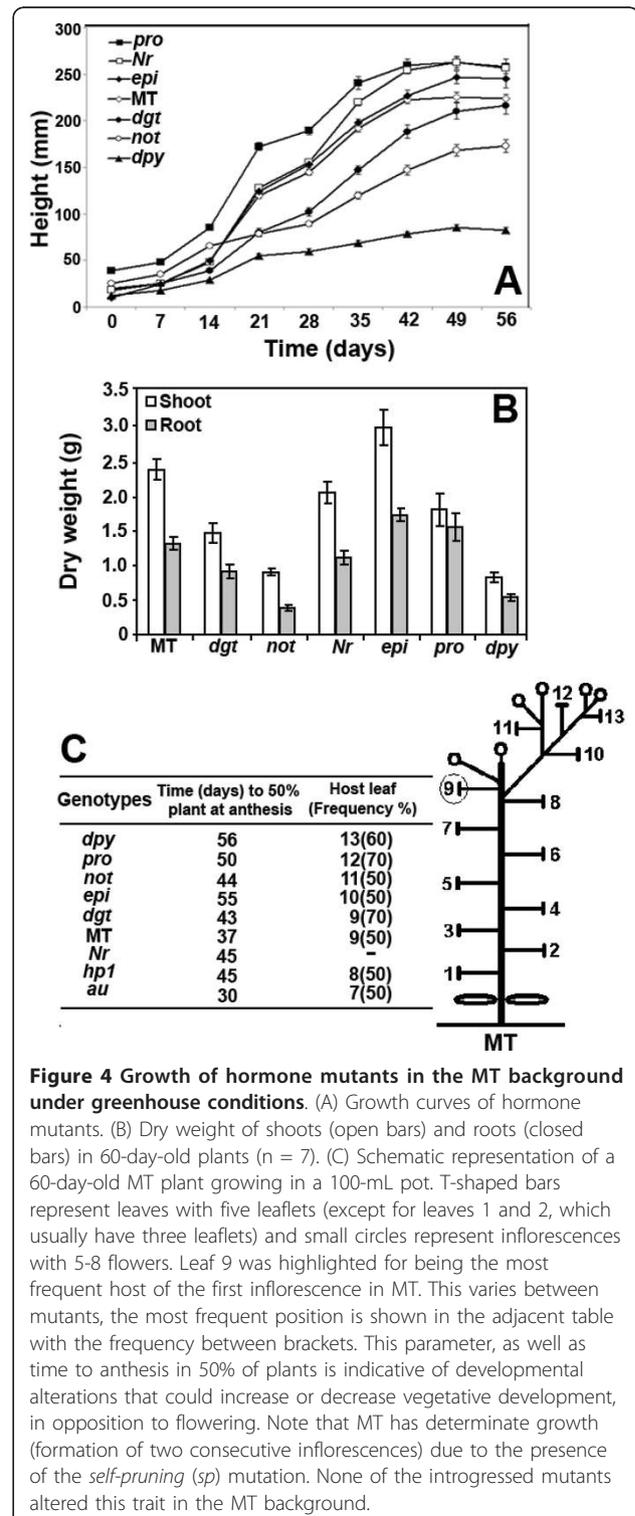 300
250
200
150
100
50
0
Height (mm)
pro
Nr
epi
MT
dgt
not
dpy
A
0 7 14 21 28 35 42 49 56
Time (days)
3.5
3.0
2.5
2.0
1.5
1.0
0.5
0
Dry weight (g)
Shoot
Root
B
MT dgt not Nr epi pro dpy
C
Genotypes Time (days) to 50% plant at anthesis Host leaf (Frequency %)
dpy 56 13(60)
pro 50 12(70)
not 44 11(50)
epi 55 10(50)
dgt 43 9(70)
MT 37 9(50)
Nr 45 -
hp1 45 8(50)
au 30 7(50)
12
13
11
10
9
8
7
6
5
4
3
2
1
MT
Figure 4 Growth of hormone mutants in the MT background
under greenhouse conditions. (A) Growth curves of hormone
mutants. (B) Dry weight of shoots (open bars) and roots (closed
bars) in 60-day-old plants (n = 7). (C) Schematic representation of a
60-day-old MT plant growing in a 100-mL pot. T-shaped bars
represent leaves with five leaflets (except for leaves 1 and 2, which
usually have three leaflets) and small circles represent inflorescences
with 5-8 flowers. Leaf 9 was highlighted for being the most
frequent host of the first inflorescence in MT. This varies between
mutants, the most frequent position is shown in the adjacent table
with the frequency between brackets. This parameter, as well as
time to anthesis in 50% of plants is indicative of developmental
alterations that could increase or decrease vegetative development,
in opposition to flowering. Note that MT has determinate growth
(formation of two consecutive inflorescences) due to the presence
of the self-pruning (sp) mutation. None of the introgressed mutants
altered this trait in the MT background.